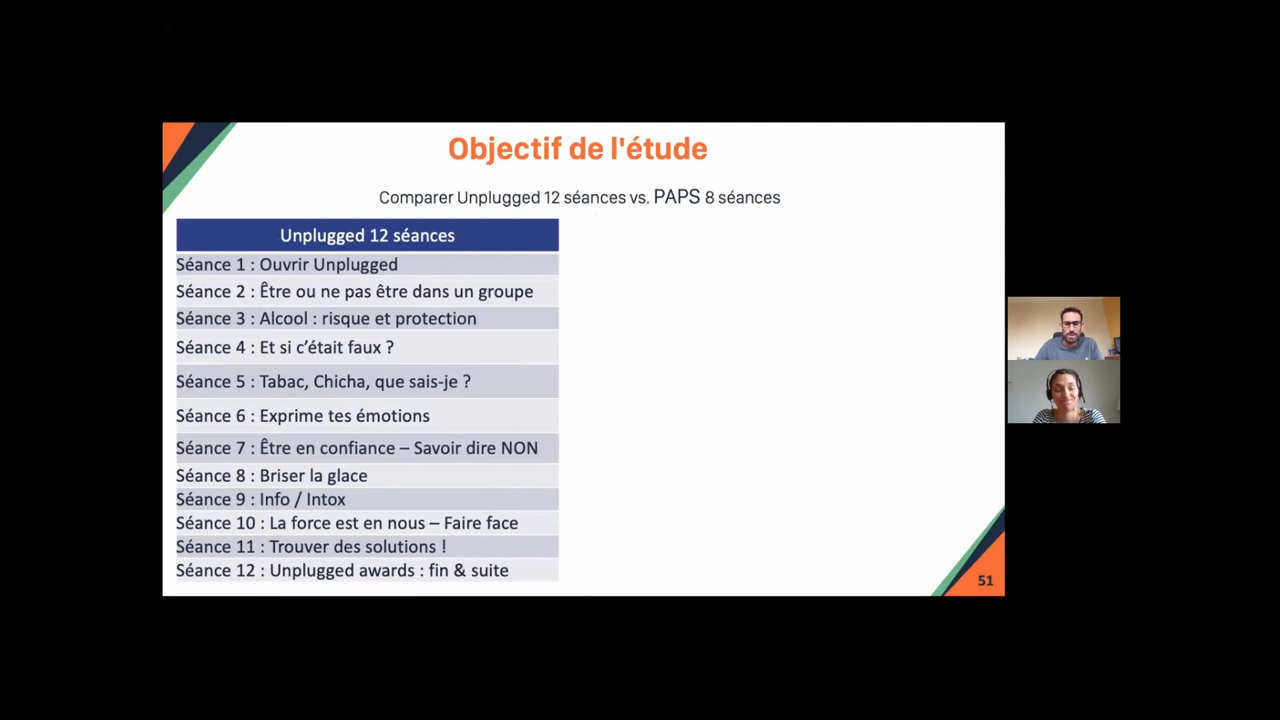 Objectif de l'étude
Comparer Unplugged 12 séances vs. PAPS 8 séances
Unplugged 12 séances
Séance 1 : Ouvrir Unplugged
Séance 2 : Être ou ne pas être dans un groupe
Séance 3 : Alcool : risque et protection
Séance 4 : Et si c’était faux ?
Séance 5 : Tabac, Chicha, que sais-je ?
Séance 6 : Exprime tes émotions
Séance 7 : Être en confiance – Savoir dire NON
Séance 8 : Briser la glace
Séance 9 : Info / Intox
Séance 10 : La force est en nous – Faire face
Séance 11 : Trouver des solutions !
Séance 12 : Unplugged awards : fin & suite
51